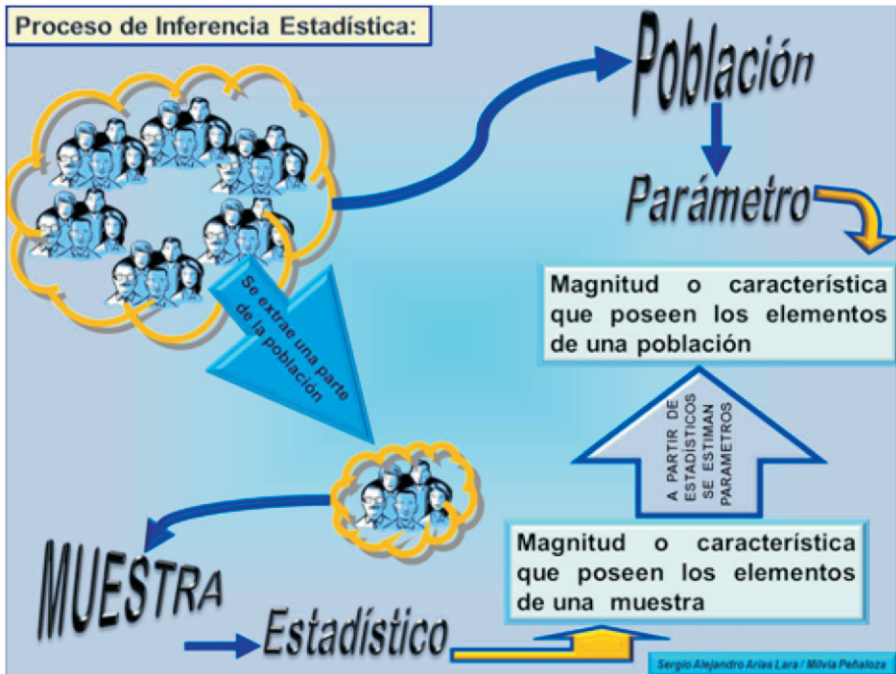 Proceso de Inferencia Estadística:
Población
Parámetro
Magnitud o característica
que poseen los elementos
de una población
Se extrae una parte
de la población
A PARTIR DE
ESTADÍSTICOS
SE ESTIMAN
PARAMETROS
Magnitud o característica
que poseen los elementos
de una muestra
MUESTRA
Estadístico
Sergio Alejandro Arias Lara / Milvia Peñaloza